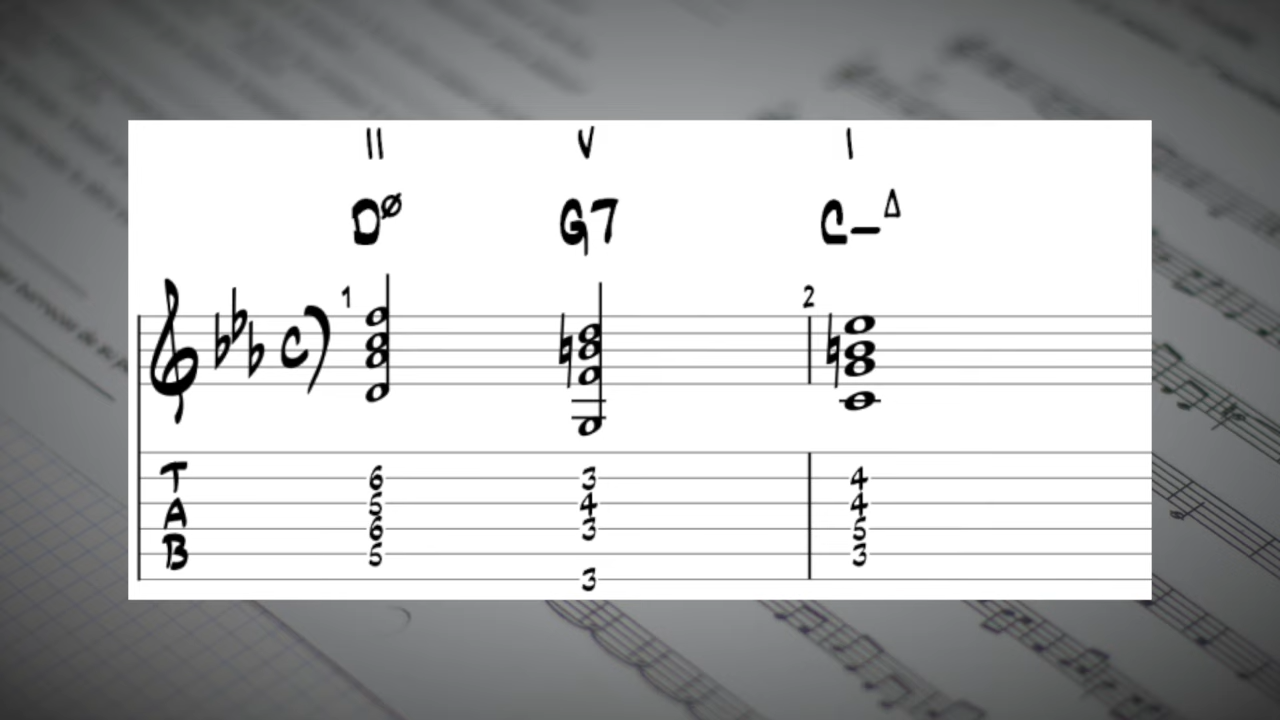 II V I
Dø G7 C–Δ
1 2
T 6 3 4
A 5 4 4
6 3 5
B 5 3
3